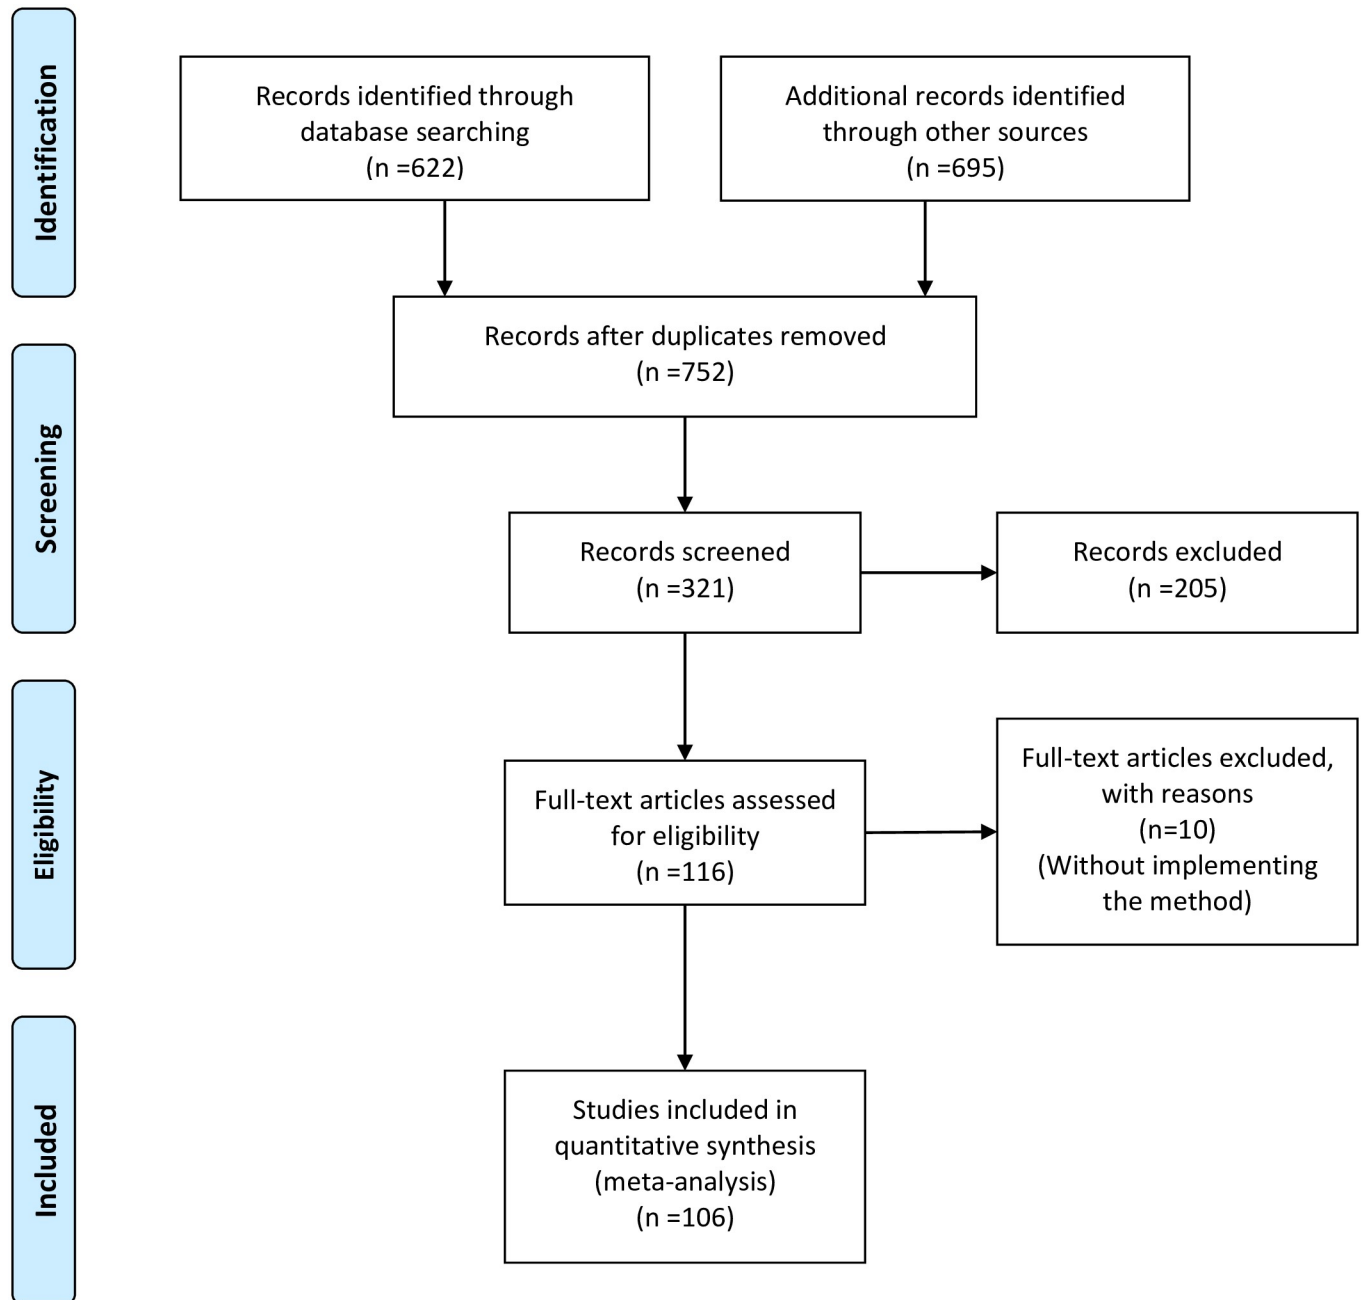 Identification
Records identified through
database searching
(n =622)
Additional records identified
through other sources
(n =695)
Records after duplicates removed
(n =752)
Screening
Records screened
(n =321)
Records excluded
(n =205)
Eligibility
Full-text articles assessed
for eligibility
(n =116)
Full-text articles excluded,
with reasons
(n=10)
(Without implementing
the method)
Included
Studies included in
quantitative synthesis
(meta-analysis)
(n =106)